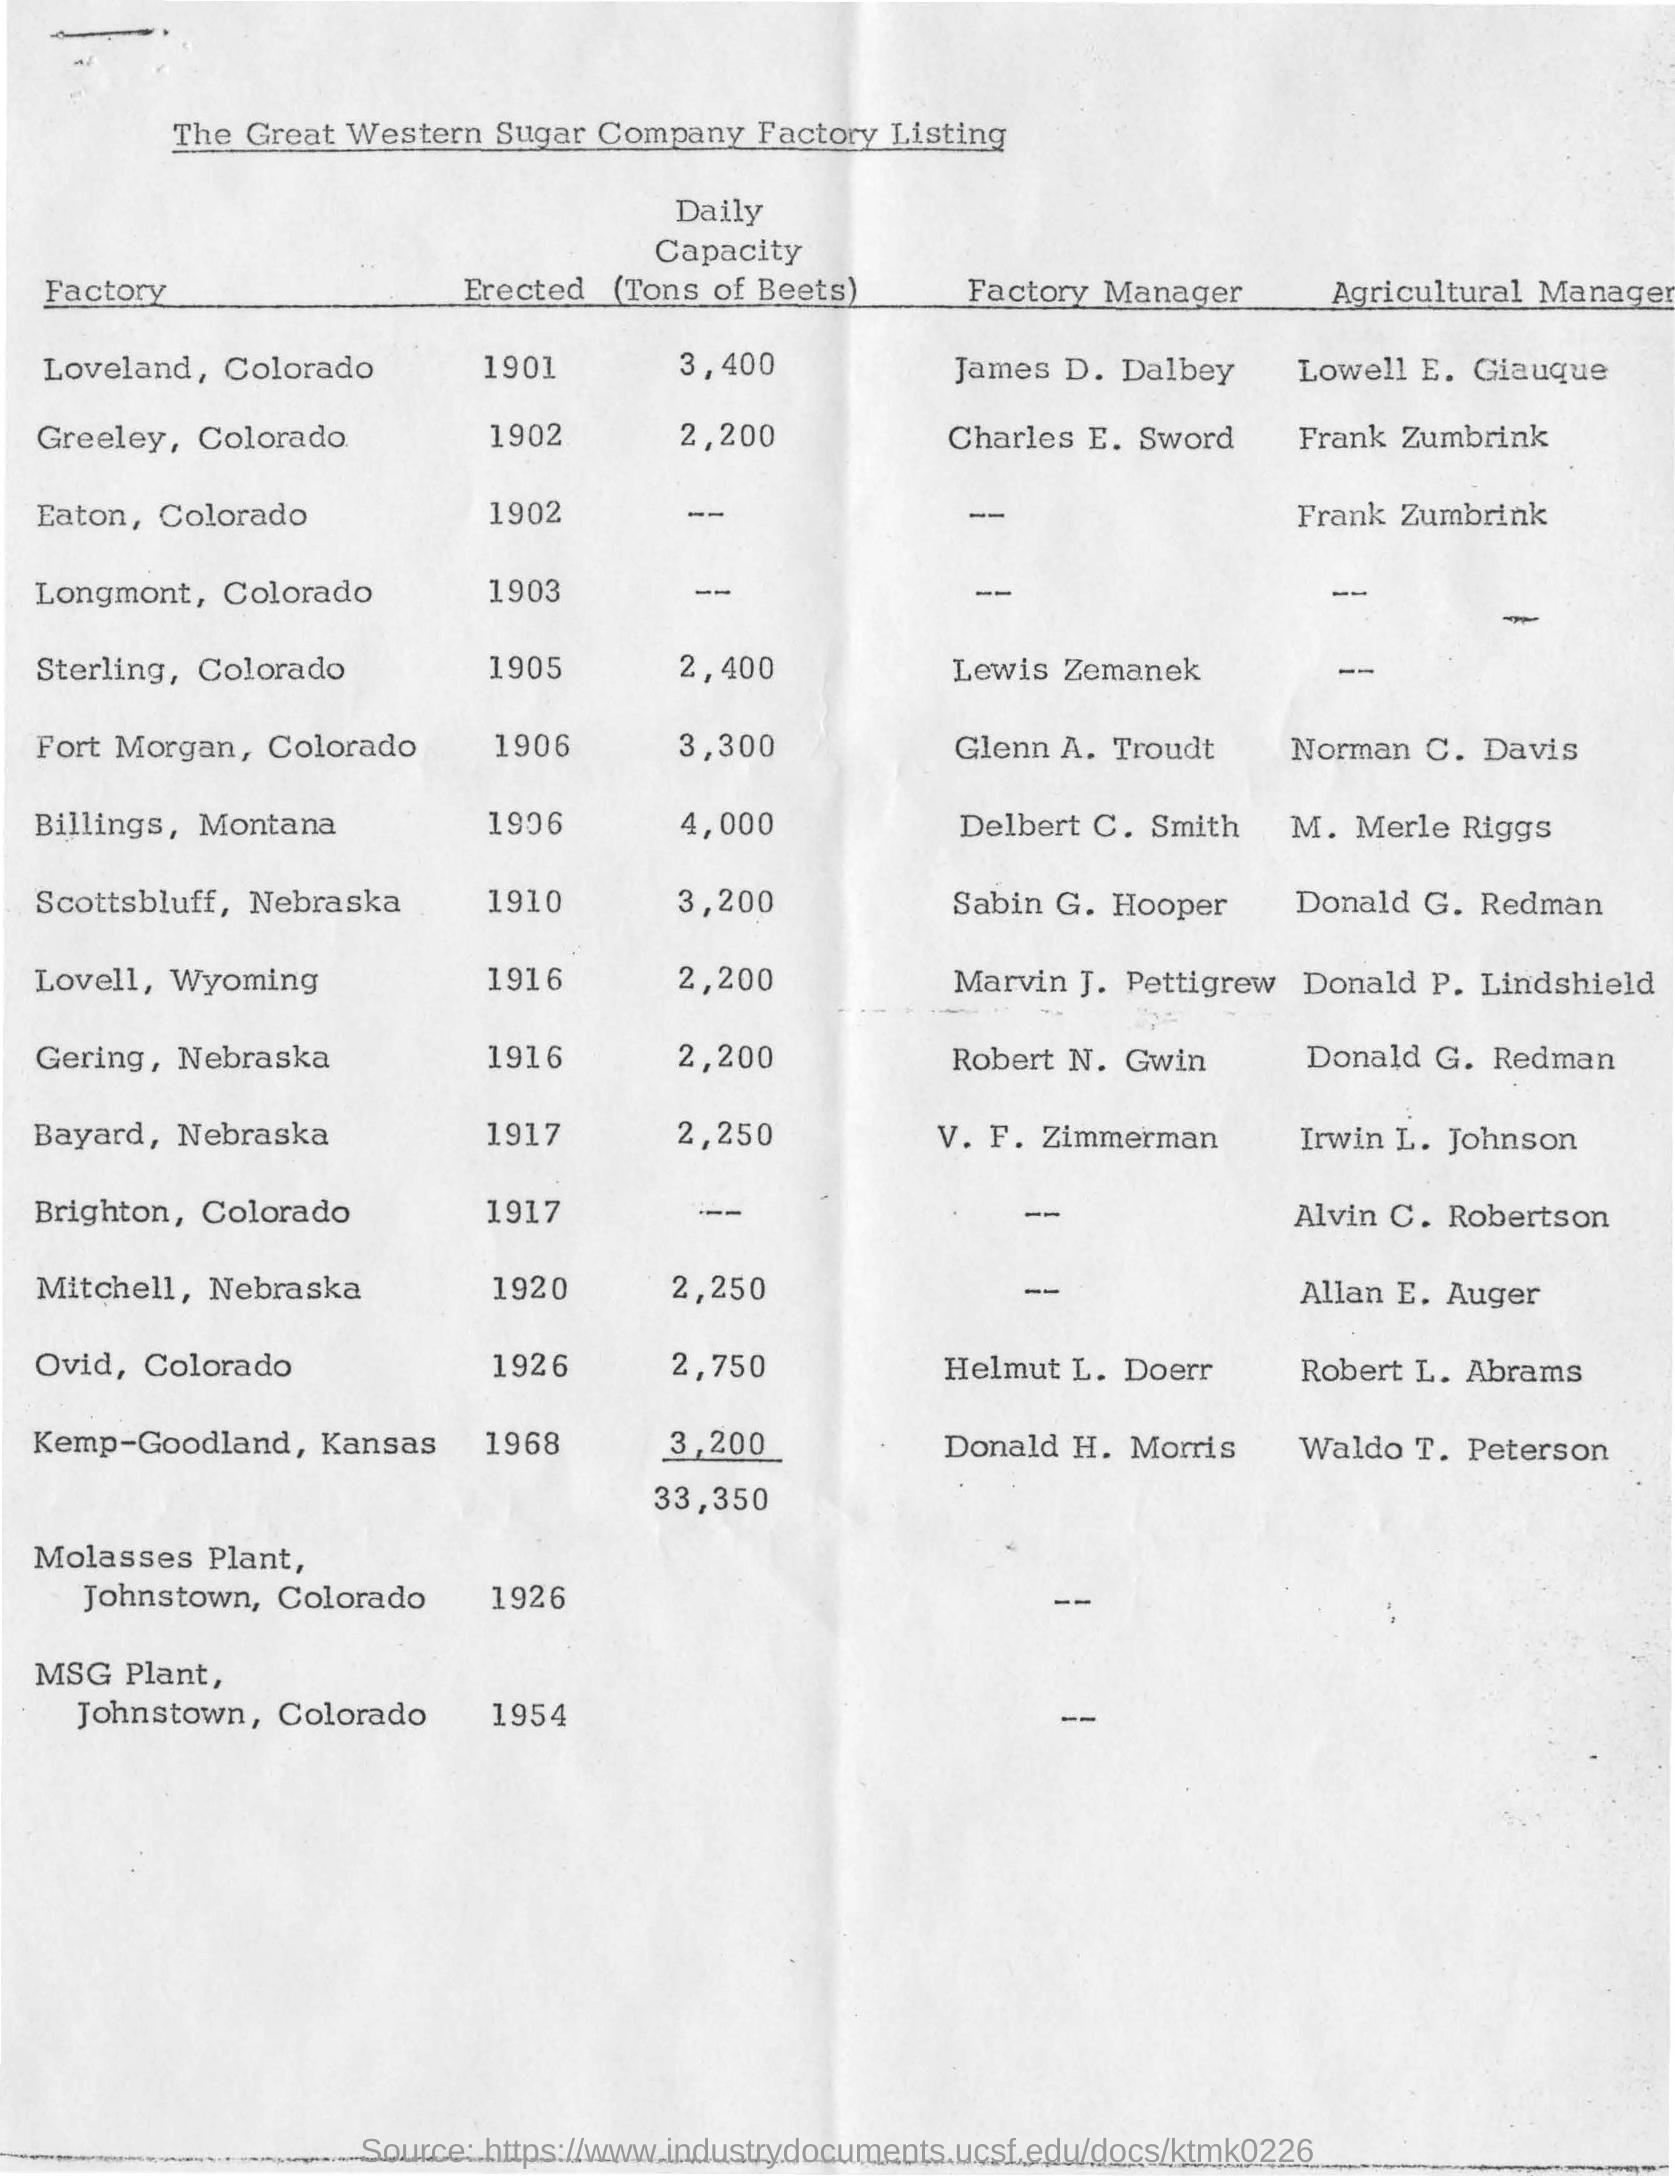 The Great Western Sugar Company Factory Listing
Daily
Capacity
Factory Erected (Tons of Beets) Factory Manager Agricultural Manager
Loveland, Colorado 1901 3,400 James D. Dalbey Lowell E. Giauque
Greeley, Colorado 1902 2,200 Charles E. Sword Frank Zumbrink
Eaton, Colorado 1902 -- -- Frank Zumbrink
Longmont, Colorado 1903 -- -- --
Sterling, Colorado 1905 2,400 Lewis Zemanek --
Fort Morgan, Colorado 1906 3,300 Glenn A. Troudt Norman C. Davis
Billings, Montana 1906 4,000 Delbert C. Smith M. Merle Riggs
Scottsbluff, Nebraska 1910 3,200 Sabin G. Hooper Donald G. Redman
Lovell, Wyoming 1916 2,200 Marvin J. Pettigrew Donald P. Lindshield
Gering, Nebraska 1916 2,200 Robert N. Gwin Donald G. Redman
Bayard, Nebraska 1917 2,250 V. F. Zimmerman Irwin L. Johnson
Brighton, Colorado 1917 -- -- Alvin C. Robertson
Mitchell, Nebraska 1920 2,250 -- Allan E. Auger
Ovid, Colorado 1926 2,750 Helmut L. Doerr Robert L. Abrams
Kemp-Goodland, Kansas 1968 3,200 Donald H. Morris Waldo T. Peterson
33,350
Molasses Plant,
Johnstown, Colorado 1926 --
MSG Plant,
Johnstown, Colorado 1954 --
Source: https://www.industrydocuments.ucsf.edu/docs/ktmk0226